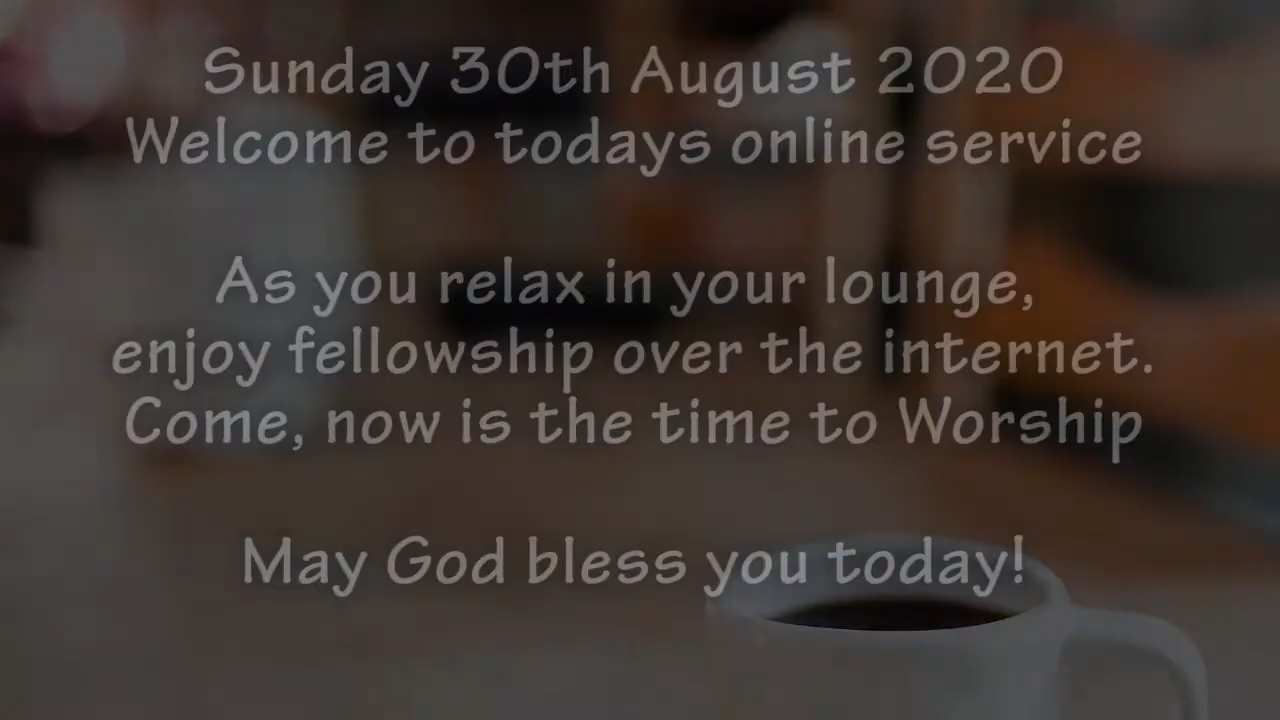 Sunday 30th August 2020
Welcome to todays online service
As you relax in your lounge,
enjoy fellowship over the internet.
Come, now is the time to Worship
May God bless you today!